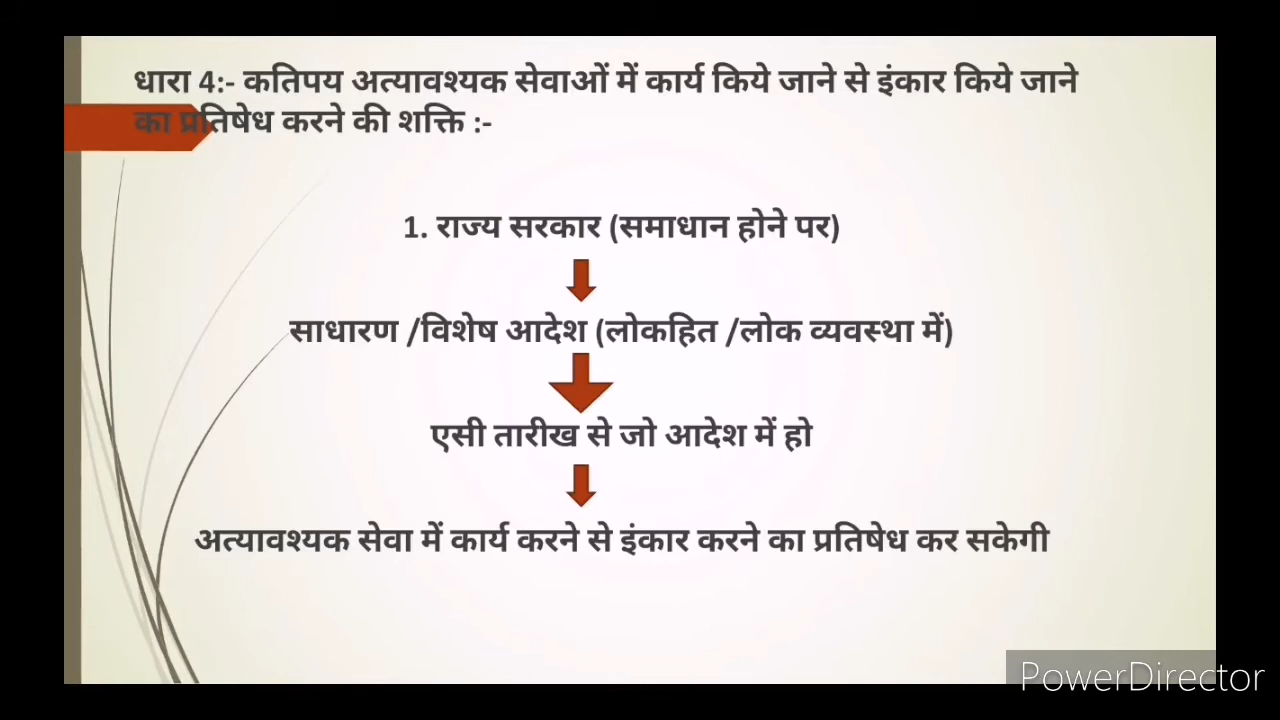 धारा 4:- कतिपय अत्यावश्यक सेवाओं में कार्य किये जाने से इंकार किये जाने
का प्रतिषेध करने की शक्ति :-
1. राज्य सरकार (समाधान होने पर)
साधारण /विशेष आदेश (लोकहित /लोक व्यवस्था में)
एसी तारीख से जो आदेश में हो
अत्यावश्यक सेवा में कार्य करने से इंकार करने का प्रतिषेध कर सकेगी
PowerDirector